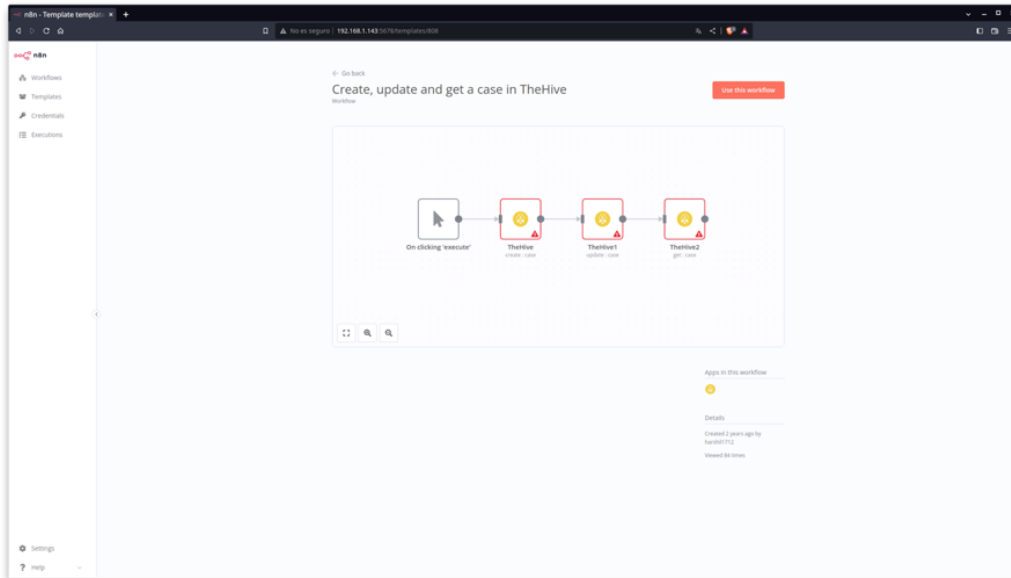 n8n - Template templat
No es seguro
192.168.1.143:5678/templates/808
n8n
Workflows
Templates
Credentials
Executions
Go back
Create, update and get a case in TheHive
Workflow
Use this workflow
On clicking 'execute'
TheHive
create : case
TheHive1
update : case
TheHive2
get : case
Apps in this workflow
Details
Created 2 years ago by
harshil1712
Viewed 94 times
Settings
Help